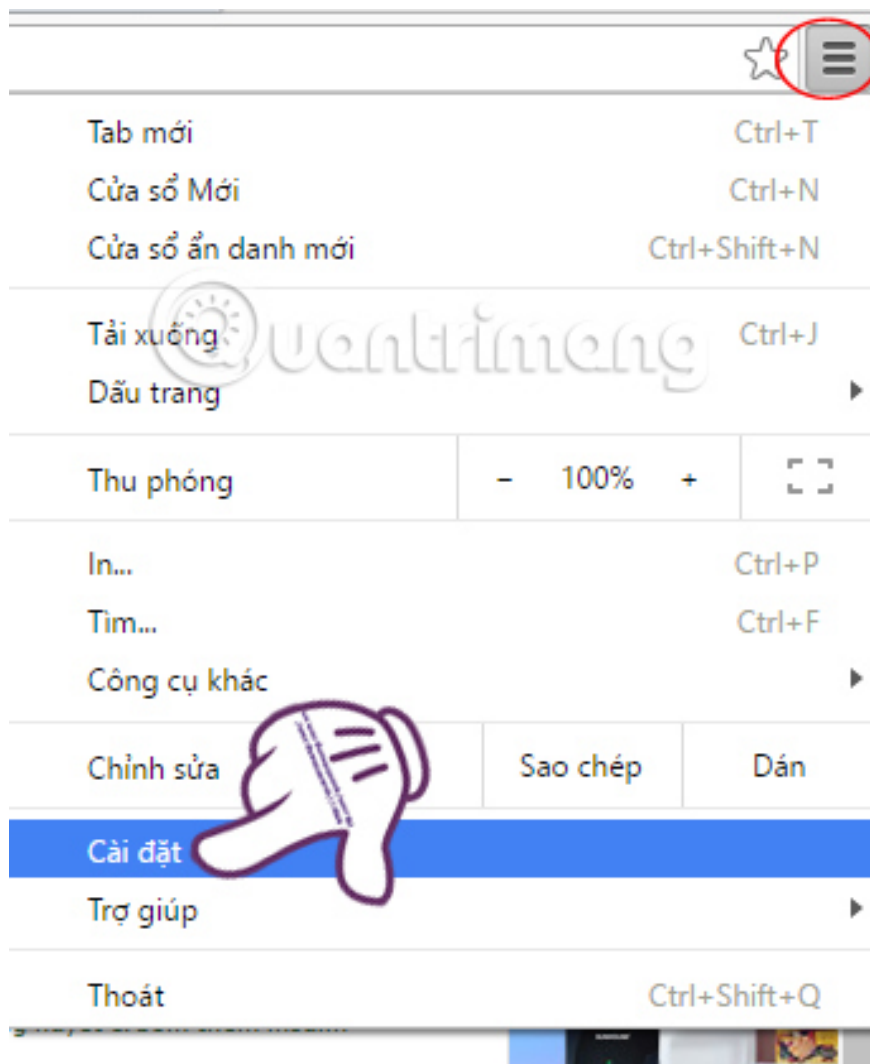 Tab mới Ctrl+T
Cửa sổ Mới Ctrl+N
Cửa sổ ẩn danh mới Ctrl+Shift+N
Tải xuống Ctrl+J
Quantrimang
Dấu trang
Thu phóng - 100% +
In... Ctrl+P
Tìm... Ctrl+F
Công cụ khác
Chỉnh sửa Sao chép Dán
Cài đặt
Trợ giúp
Thoát Ctrl+Shift+Q